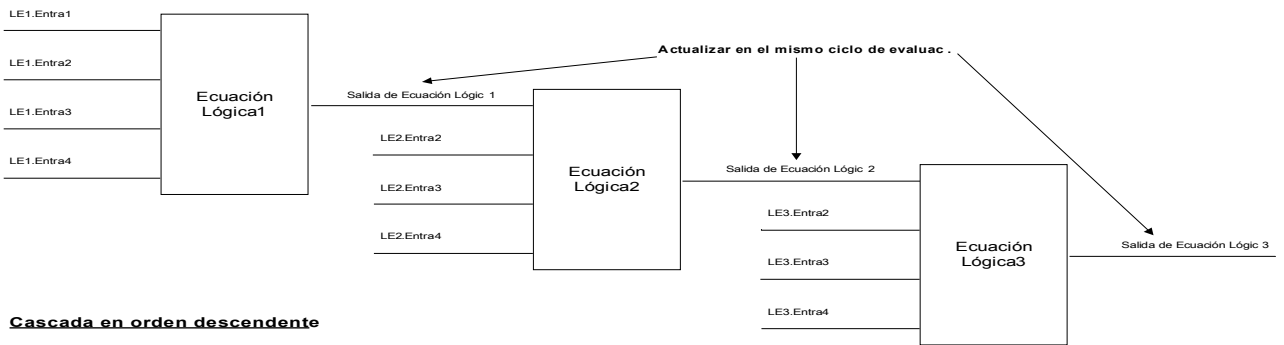 LE1.Entra1
LE1.Entra2
LE1.Entra3
LE1.Entra4
Ecuación
Lógica1
Actualizar en el mismo ciclo de evaluac .
Salida de Ecuación Lógic 1
LE2.Entra2
LE2.Entra3
LE2.Entra4
Ecuación
Lógica2
Salida de Ecuación Lógic 2
LE3.Entra2
LE3.Entra3
LE3.Entra4
Ecuación
Lógica3
Salida de Ecuación Lógic 3
Cascada en orden descendente